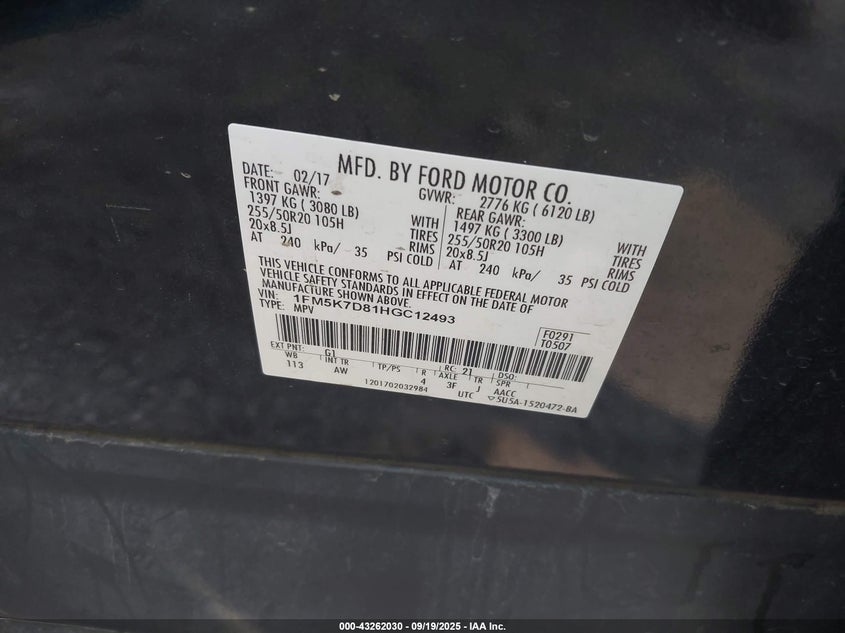 MFD. BY FORD MOTOR CO.
DATE: 02/17 GVWR: 2776 KG ( 6120 LB)
FRONT GAWR: REAR GAWR:
1397 KG ( 3080 LB) WITH 1497 KG ( 3300 LB) WITH
255/50R20 105H TIRES 255/50R20 105H TIRES
20x8.5J RIMS 20x8.5J RIMS
AT 240 kPa/ 35 PSI COLD AT 240 kPa/ 35 PSI COLD
THIS VEHICLE CONFORMS TO ALL APPLICABLE FEDERAL MOTOR
VEHICLE SAFETY STANDARDS IN EFFECT ON THE DATE OF
MANUFACTURE SHOWN ABOVE.
VIN: 1FM5K7D81HGC12493
TYPE: MPV
F0291
T0507
EXT PNT: G1 RC: 21 DSO:
WB INT TR TP/PS R AXLE TR SPR
113 AW 4 3F J AACC
1201702032984 UTC ▽5U5A-1520472-BA
000-43262030 - 09/19/2025 - IAA Inc.